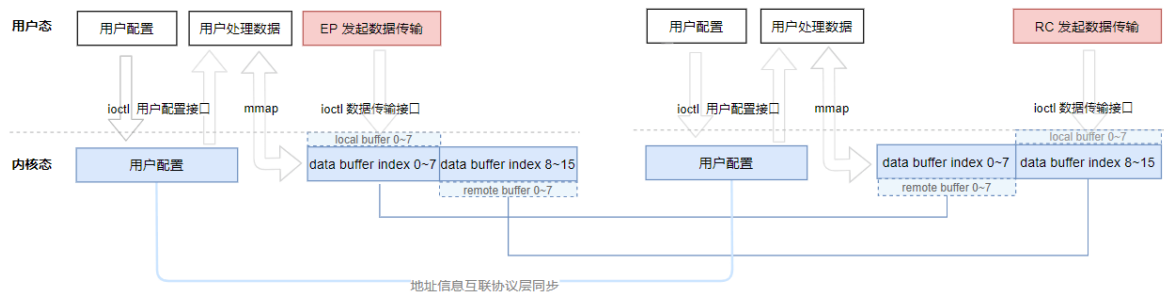 用户态
用户配置
用户处理数据
EP 发起数据传输
用户配置
用户处理数据
RC 发起数据传输
ioctl 用户配置接口
mmap
ioctl 数据传输接口
ioctl 用户配置接口
mmap
ioctl 数据传输接口
local buffer 0~7
local buffer 0~7
内核态
用户配置
data buffer index 0~7
data buffer index 8~15
用户配置
data buffer index 0~7
data buffer index 8~15
remote buffer 0~7
remote buffer 0~7
地址信息互联协议层同步